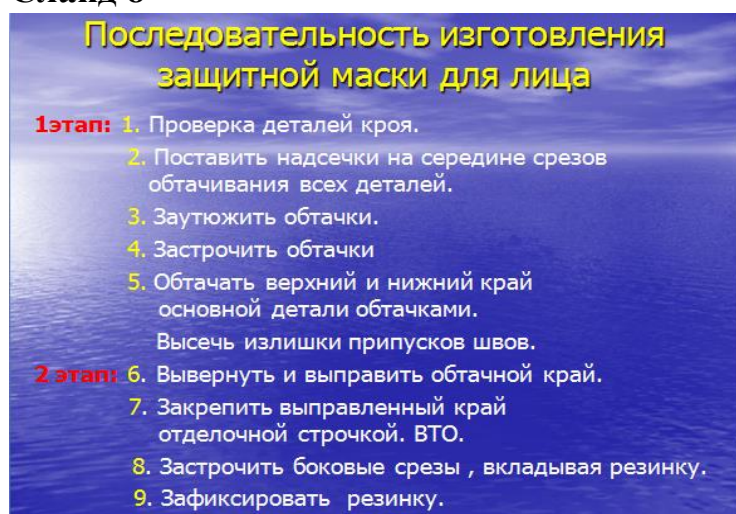 Слайд 8
Последовательность изготовления
защитной маски для лица
1этап: 1. Проверка деталей кроя.
2. Поставить надсечки на середине срезов
обтачивания всех деталей.
3. Заутюжить обтачки.
4. Застрочить обтачки
5. Обтачать верхний и нижний край
основной детали обтачками.
Высечь излишки припусков швов.
2 этап: 6. Вывернуть и выправить обтачной край.
7. Закрепить выправленный край
отделочной строчкой. ВТО.
8. Застрочить боковые срезы , вкладывая резинку.
9. Зафиксировать резинку.